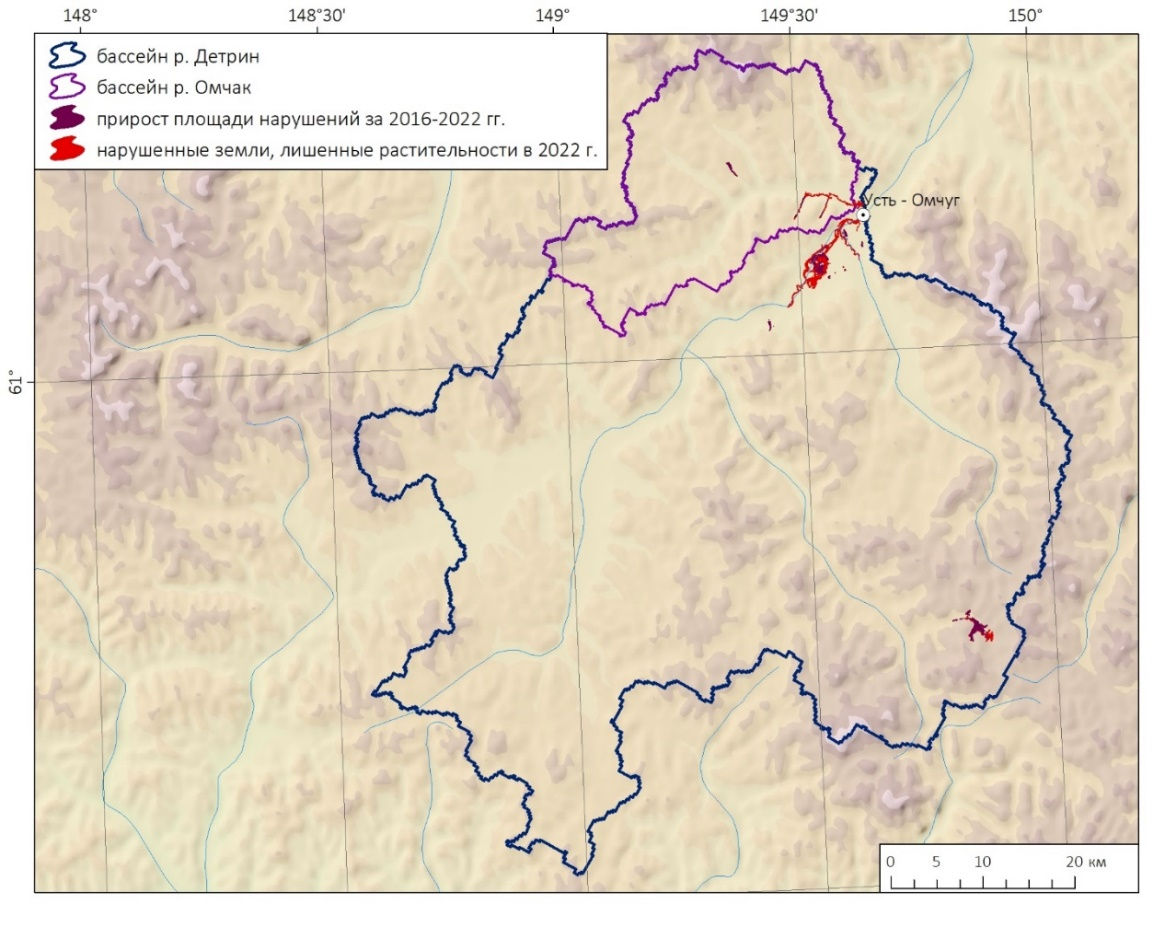 148° 148°30' 149° 149°30' 150°
бассейн р. Детрин
бассейн р. Омчак
прирост площади нарушений за 2016-2022 гг.
нарушенные земли, лишенные растительности в 2022 г.
Усть - Омчуг
61°
0 5 10 20 км